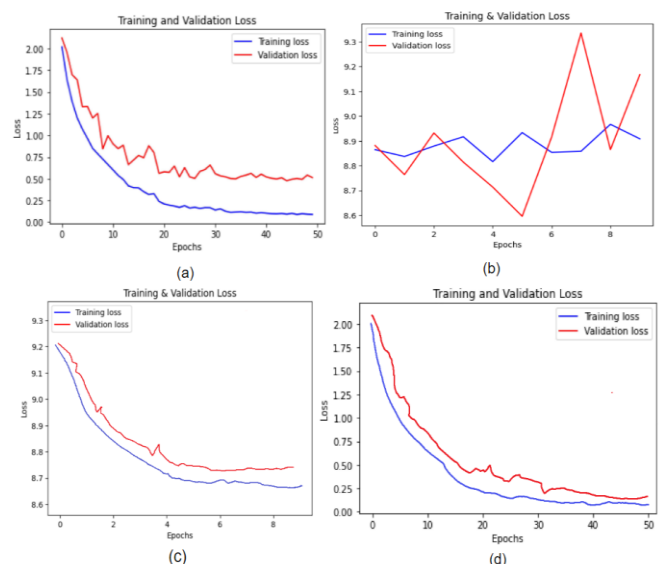 Training and Validation Loss
Training loss
Validation loss
2.00
1.75
1.50
1.25
1.00
0.75
0.50
0.25
0.00
Loss
0 10 20 30 40 50
Epochs
(a)
Training & Validation Loss
Training loss
Validation loss
9.3
9.2
9.1
9.0
8.9
8.8
8.7
8.6
Loss
0 2 4 6 8
Epochs
(b)
Training & Validation Loss
Training loss
Validation loss
9.3
9.2
9.1
9.0
8.9
8.8
8.7
8.6
Loss
0 2 4 6 8
Epochs
(c)
Training and Validation Loss
Training loss
Validation loss
2.00
1.75
1.50
1.25
1.00
0.75
0.50
0.25
0.00
Loss
0 10 20 30 40 50
Epochs
(d)